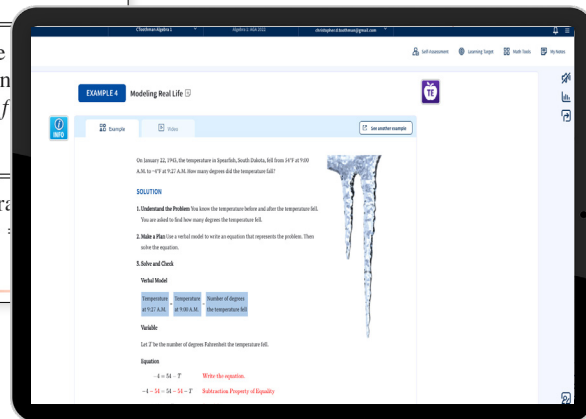 e
n
f
Algebra 1
Algebra 2: BGA 2022
Self-Assessment
Learning Target
Math Tools
My Notes
EXAMPLE 4 Modeling Real Life
TE
INFO
Example
Video
See another example
On January 22, 1943, the temperature in Spearfish, South Dakota, fell from 54°F at 9:00
A.M. to −4°F at 9:27 A.M. How many degrees did the temperature fall?
SOLUTION
1. Understand the Problem You know the temperature before and after the temperature fell.
You are asked to find how many degrees the temperature fell.
2. Make a Plan Use a verbal model to write an equation that represents the problem. Then
solve the equation.
3. Solve and Check
Verbal Model
Temperature = Temperature − Number of degrees
at 9:27 A.M. at 9:00 A.M. the temperature fell
Variable
Let T be the number of degrees Fahrenheit the temperature fell.
Equation
−4 = 54 − T Write the equation.
−4 − 54 = 54 − 54 − T Subtraction Property of Equality